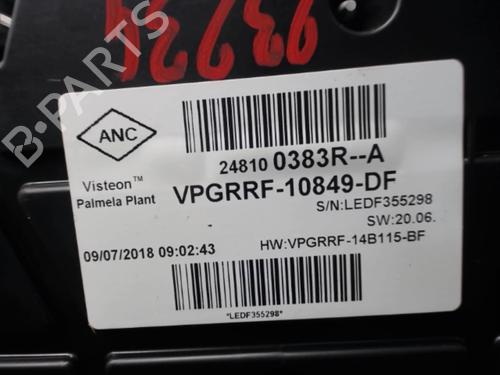 93231
ANC
24810 0383R--A
Visteon™
Palmela Plant
VPGRRF-10849-DF
S/N:LEDF355298
SW:20.06.
09/07/2018 09:02:43
HW:VPGRRF-14B115-BF
*LEDF355298*
B-PARTS